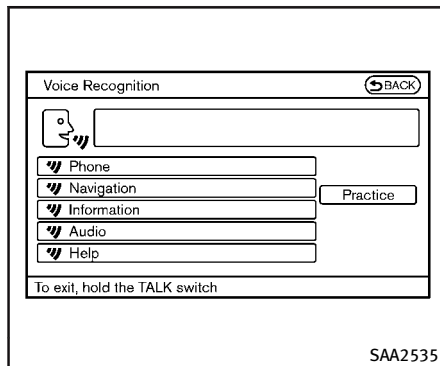 Voice Recognition
BACK
Phone
Navigation
Practice
Information
Audio
Help
To exit, hold the TALK switch
SAA2535